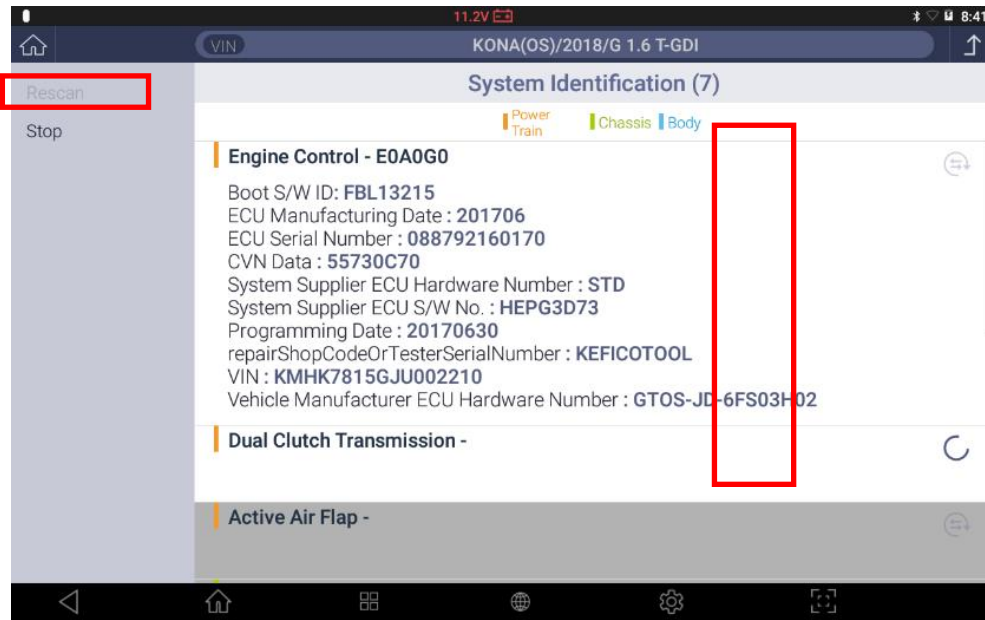 11.2V 8:41
VIN KONA(OS)/2018/G 1.6 T-GDI
Rescan
Stop
System Identification (7)
Power Train Chassis Body
Engine Control - E0A0G0
Boot S/W ID: FBL13215
ECU Manufacturing Date : 201706
ECU Serial Number : 088792160170
CVN Data : 55730C70
System Supplier ECU Hardware Number : STD
System Supplier ECU S/W No. : HEPG3D73
Programming Date : 20170630
repairShopCodeOrTesterSerialNumber : KEFICOTOOL
VIN : KMHK7815GJU002210
Vehicle Manufacturer ECU Hardware Number : GTOS-JD-6FS03H02
Dual Clutch Transmission -
Active Air Flap -